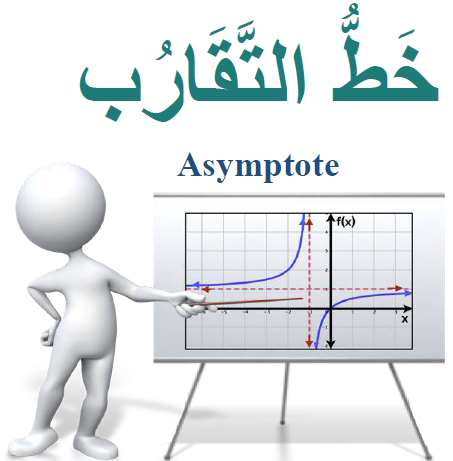 خَطُّ التَّقَارُب
Asymptote
f(x)
x